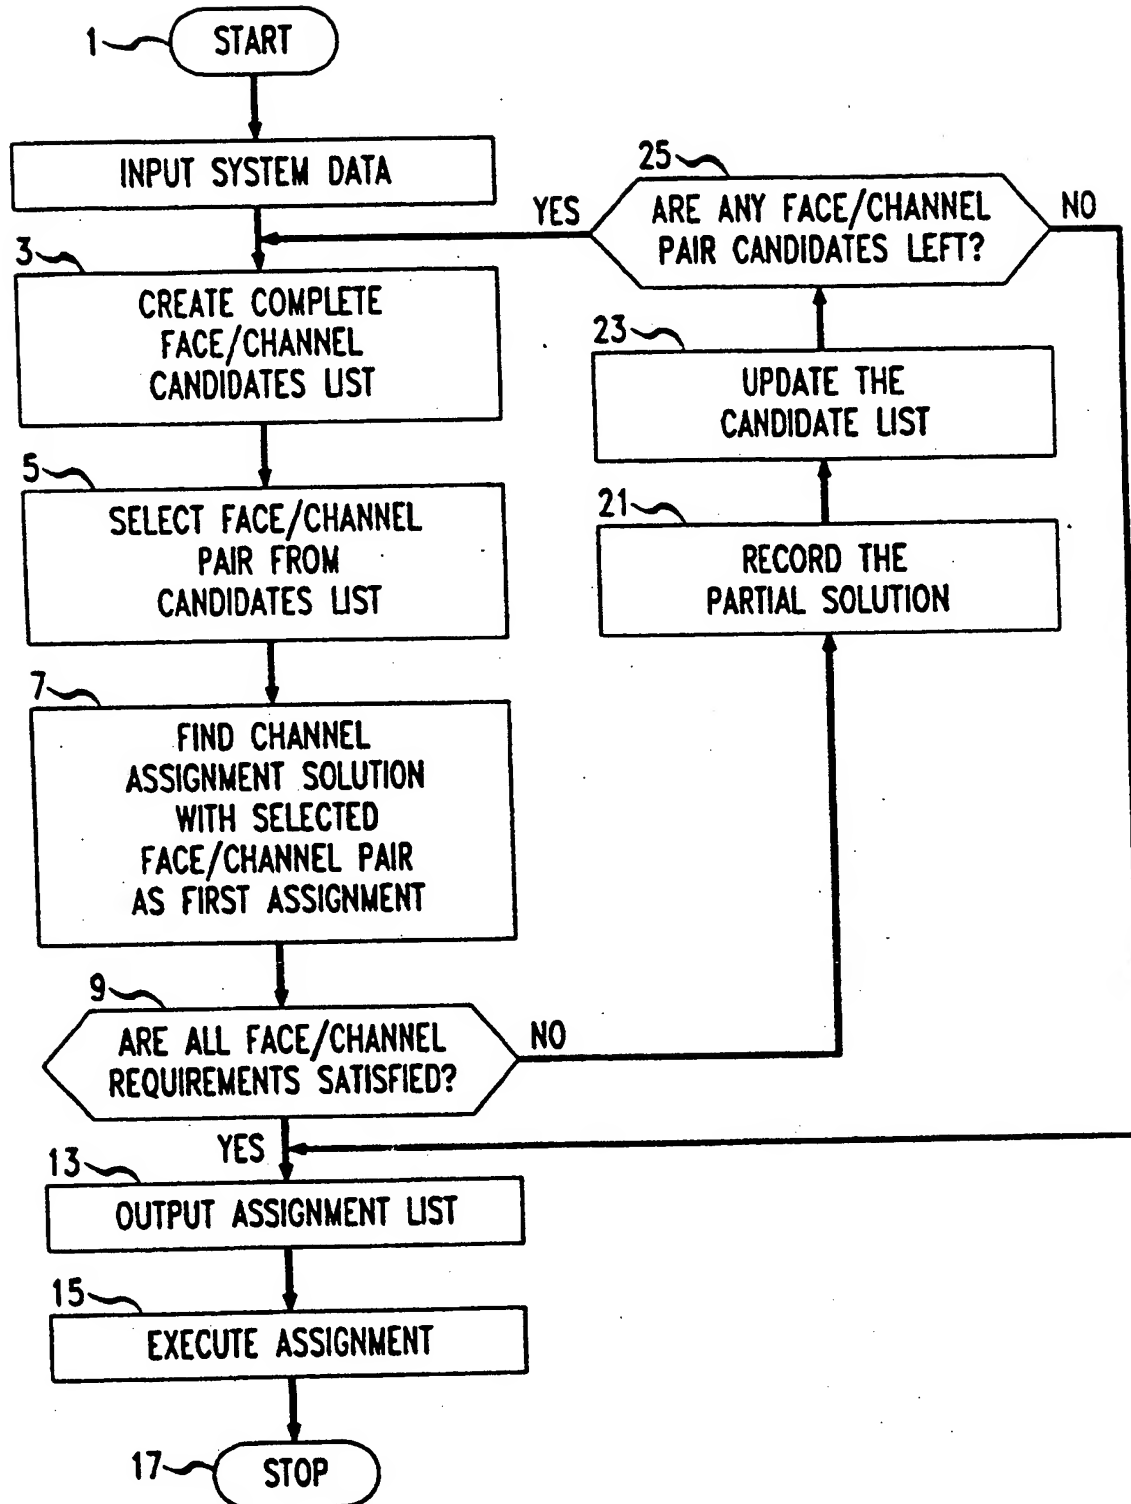 1
START
INPUT SYSTEM DATA
3
CREATE COMPLETE
FACE/CHANNEL
CANDIDATES LIST
5
SELECT FACE/CHANNEL
PAIR FROM
CANDIDATES LIST
7
FIND CHANNEL
ASSIGNMENT SOLUTION
WITH SELECTED
FACE/CHANNEL PAIR
AS FIRST ASSIGNMENT
9
ARE ALL FACE/CHANNEL
REQUIREMENTS SATISFIED?
NO
YES
13
OUTPUT ASSIGNMENT LIST
15
EXECUTE ASSIGNMENT
17
STOP
21
RECORD THE
PARTIAL SOLUTION
23
UPDATE THE
CANDIDATE LIST
25
ARE ANY FACE/CHANNEL
PAIR CANDIDATES LEFT?
YES
NO